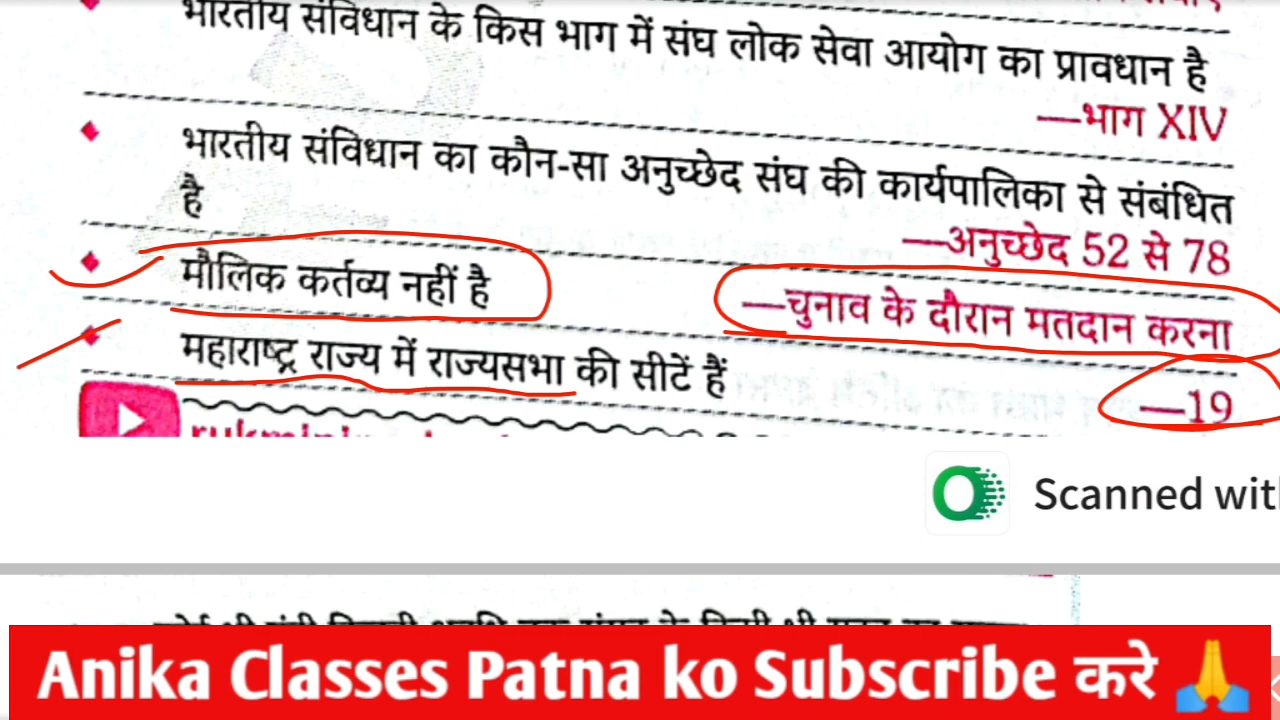 भारतीय संविधान के किस भाग में संघ लोक सेवा आयोग का प्रावधान है
—भाग XIV
भारतीय संविधान का कौन-सा अनुच्छेद संघ की कार्यपालिका से संबंधित
है
—अनुच्छेद 52 से 78
मौलिक कर्तव्य नहीं है —चुनाव के दौरान मतदान करना
महाराष्ट्र राज्य में राज्यसभा की सीटें हैं —19
Scanned with
Anika Classes Patna ko Subscribe करे 🙏